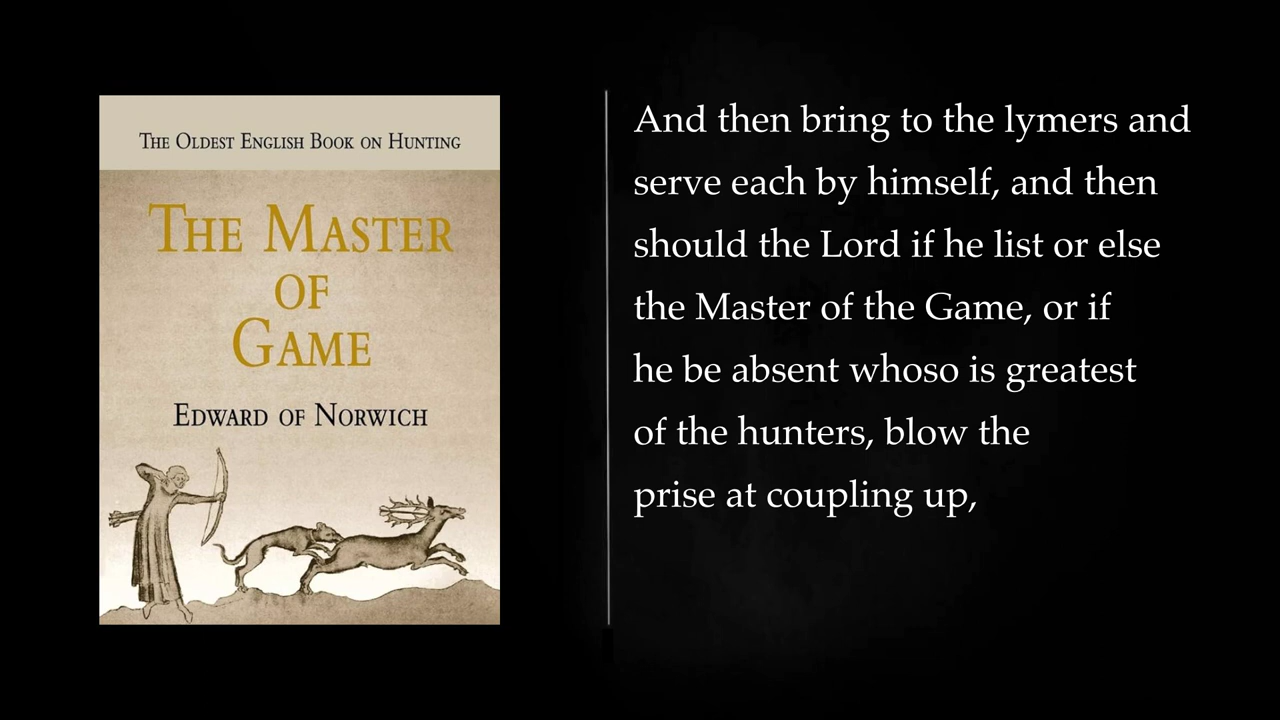 The Oldest English Book on Hunting
The Master
of
Game
Edward of Norwich
And then bring to the lymers and
serve each by himself, and then
should the Lord if he list or else
the Master of the Game, or if
he be absent whoso is greatest
of the hunters, blow the
prise at coupling up,